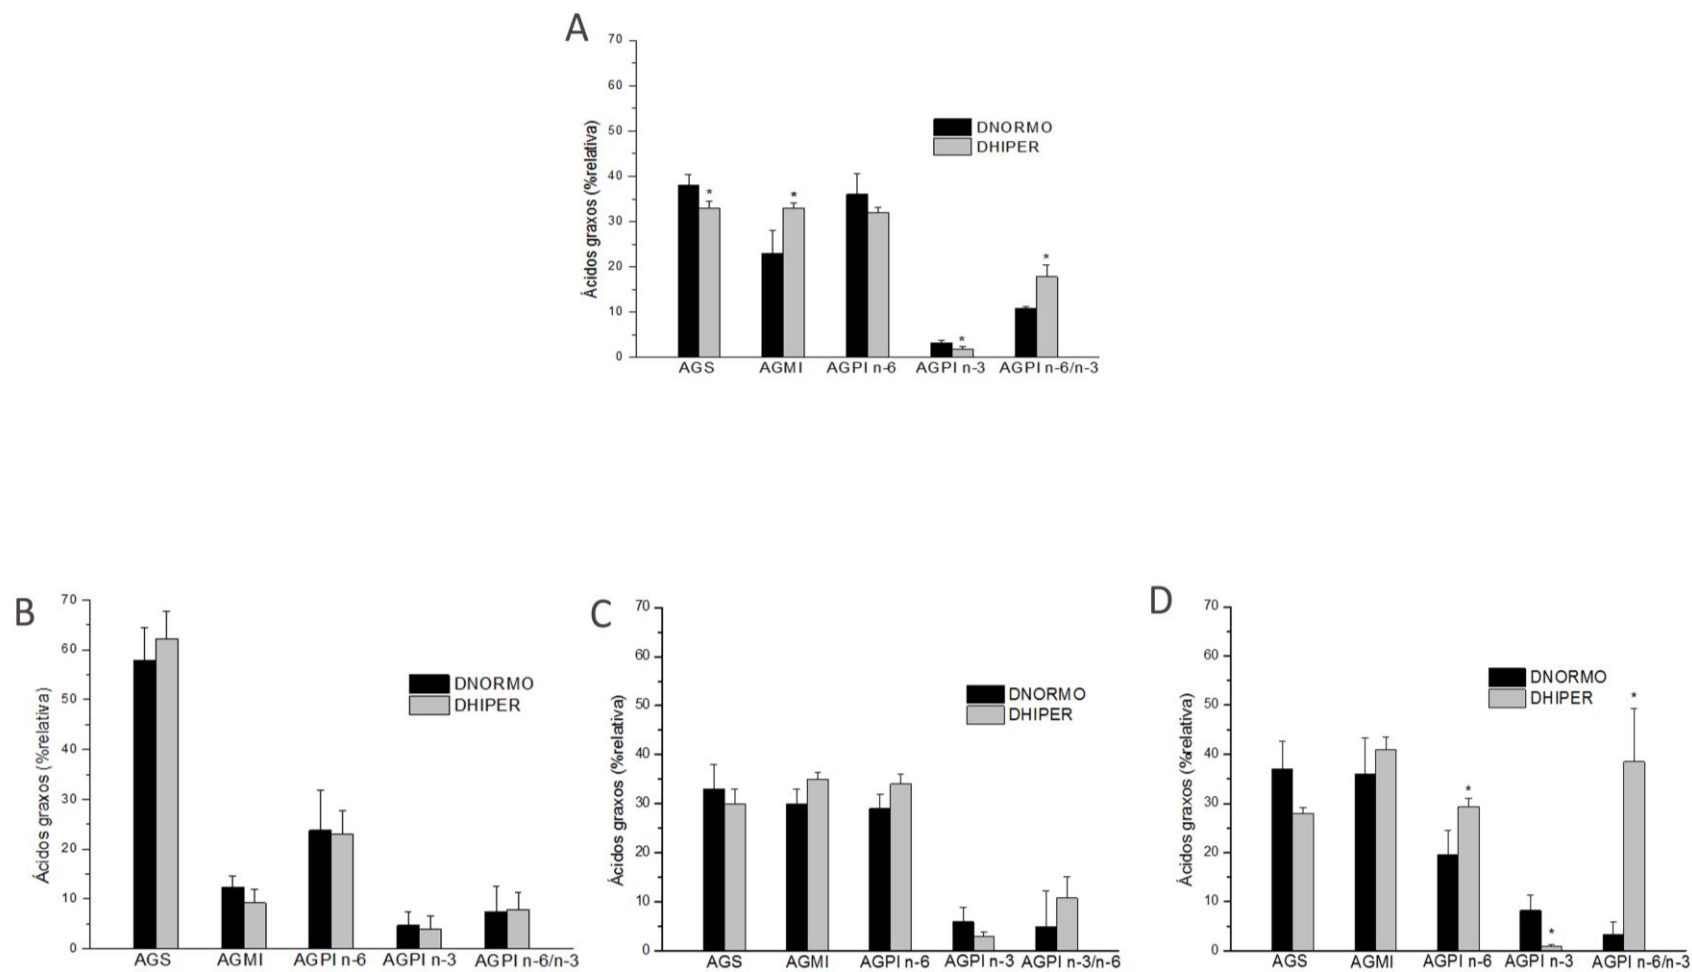 A
70
60
50
40
30
20
10
0
Ácidos graxos (%relativa)
DNORMO
DHIPER
*
*
*
*
AGS AGMI AGPI n-6 AGPI n-3 AGPI n-6/n-3
B
70
60
50
40
30
20
10
0
Ácidos graxos (%relativa)
DNORMO
DHIPER
AGS AGMI AGPI n-6 AGPI n-3 AGPI n-6/n-3
C
70
60
50
40
30
20
10
0
Ácidos graxos (%relativa)
DNORMO
DHIPER
AGS AGMI AGPI n-6 AGPI n-3 AGPI n-3/n-6
D
70
60
50
40
30
20
10
0
Ácidos graxos (%relativa)
DNORMO
DHIPER
*
*
*
AGS AGMI AGPI n-6 AGPI n-3 AGPI n-6/n-3